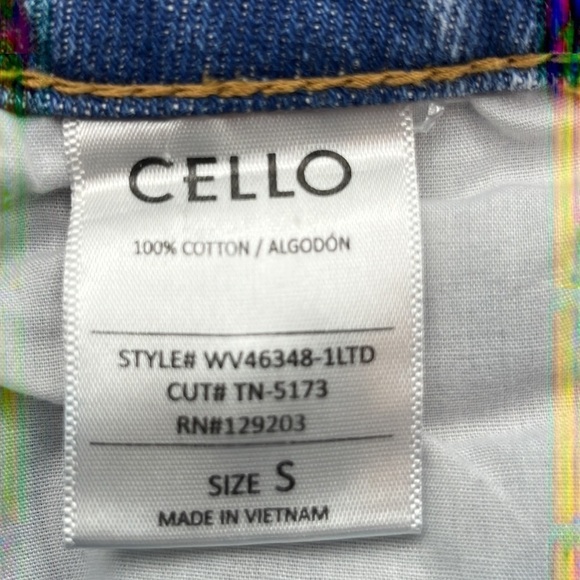 CELLO
100% COTTON / ALGODÓN
STYLE# WV46348-1LTD
CUT# TN-5173
RN#129203
SIZE S
MADE IN VIETNAM